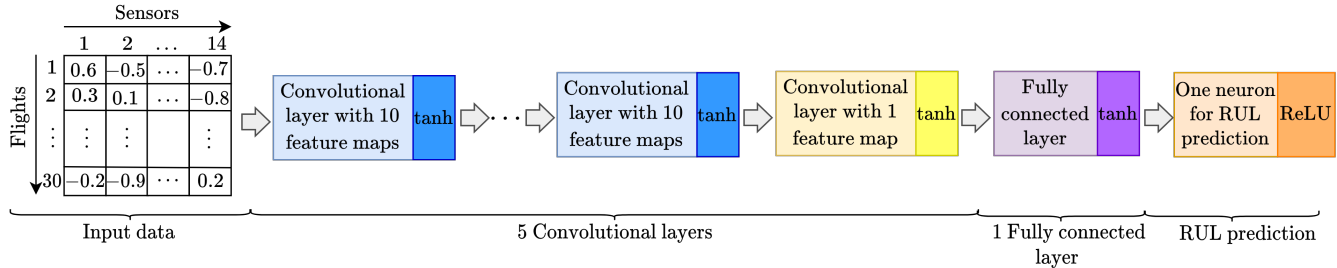 Sensors
1 2 ... 14
Flights
1 0.6 −0.5 ... −0.7
2 0.3 0.1 ... −0.8
⋮ ⋮ ⋮ ⋮
30 −0.2 −0.9 ... 0.2
Convolutional
layer with 10
feature maps
tanh
...
Convolutional
layer with 10
feature maps
tanh
Convolutional
layer with 1
feature map
tanh
Fully
connected
layer
tanh
One neuron
for RUL
prediction
ReLU
Input data
5 Convolutional layers
1 Fully connected
layer
RUL prediction